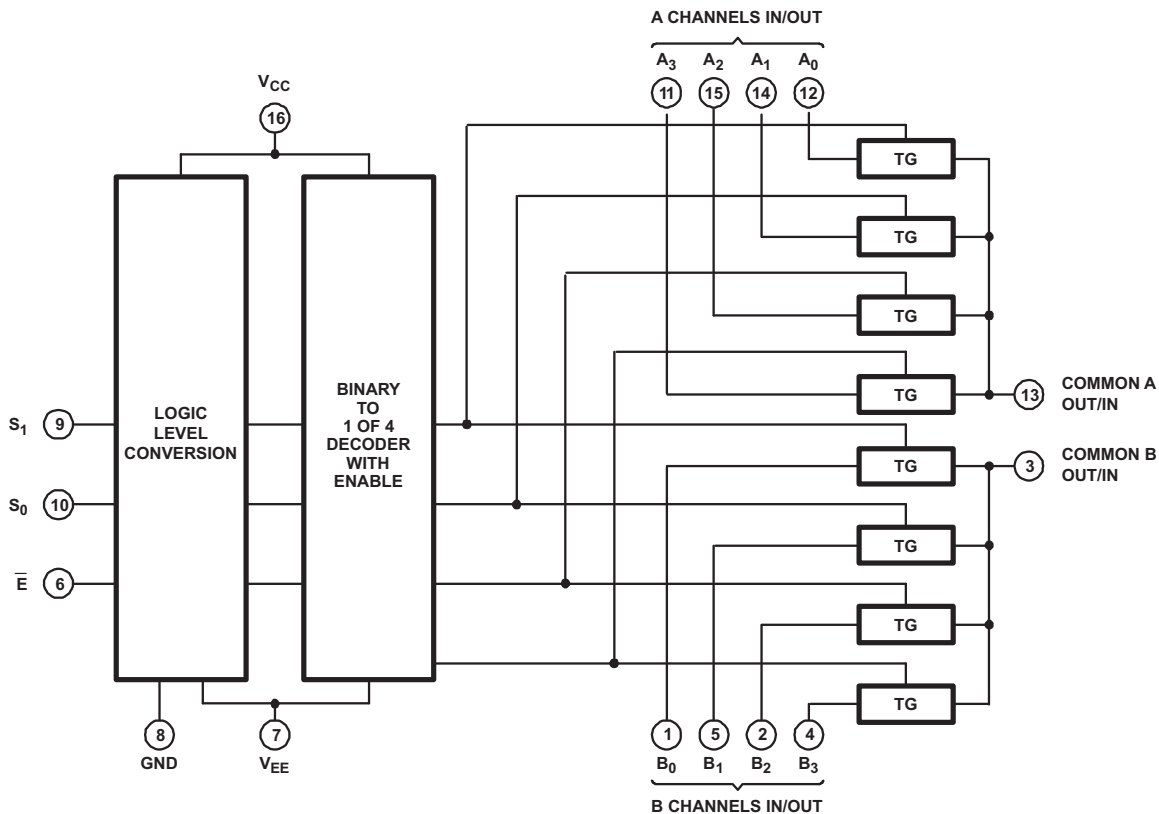 A CHANNELS IN/OUT
A3 A2 A1 A0
11 15 14 12
VCC
16
TG
TG
TG
TG
13
COMMON A
OUT/IN
TG
3
COMMON B
OUT/IN
TG
TG
TG
S1 9
S0 10
E̅ 6
LOGIC
LEVEL
CONVERSION
BINARY
TO
1 OF 4
DECODER
WITH
ENABLE
8
GND
7
VEE
1 5 2 4
B0 B1 B2 B3
B CHANNELS IN/OUT